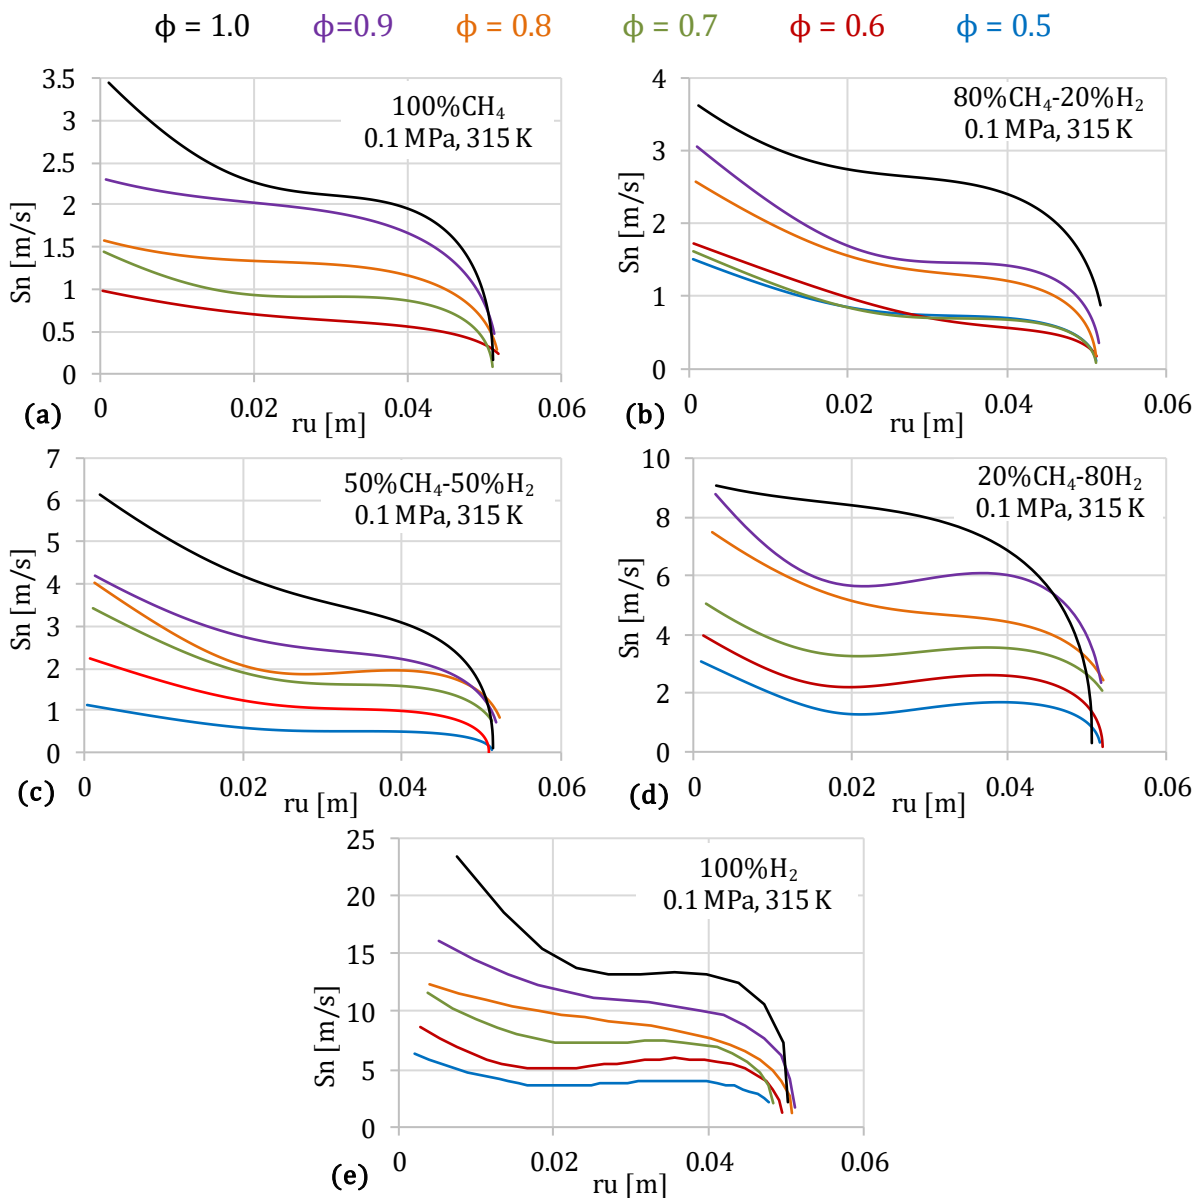 ϕ = 1.0 ϕ=0.9 ϕ = 0.8 ϕ = 0.7 ϕ = 0.6 ϕ = 0.5
3.5
3
2.5
2
1.5
1
0.5
0
Sn [m/s]
100%CH₄
0.1 MPa, 315 K
0 0.02 0.04 0.06
(a) ru [m]
4
3
2
1
0
Sn [m/s]
80%CH₄-20%H₂
0.1 MPa, 315 K
0 0.02 0.04 0.06
(b) ru [m]
7
6
5
4
3
2
1
0
Sn [m/s]
50%CH₄-50%H₂
0.1 MPa, 315 K
0 0.02 0.04 0.06
(c) ru [m]
10
8
6
4
2
0
Sn [m/s]
20%CH₄-80H₂
0.1 MPa, 315 K
0 0.02 0.04 0.06
(d) ru [m]
25
20
15
10
5
0
Sn [m/s]
100%H₂
0.1 MPa, 315 K
0 0.02 0.04 0.06
(e) ru [m]